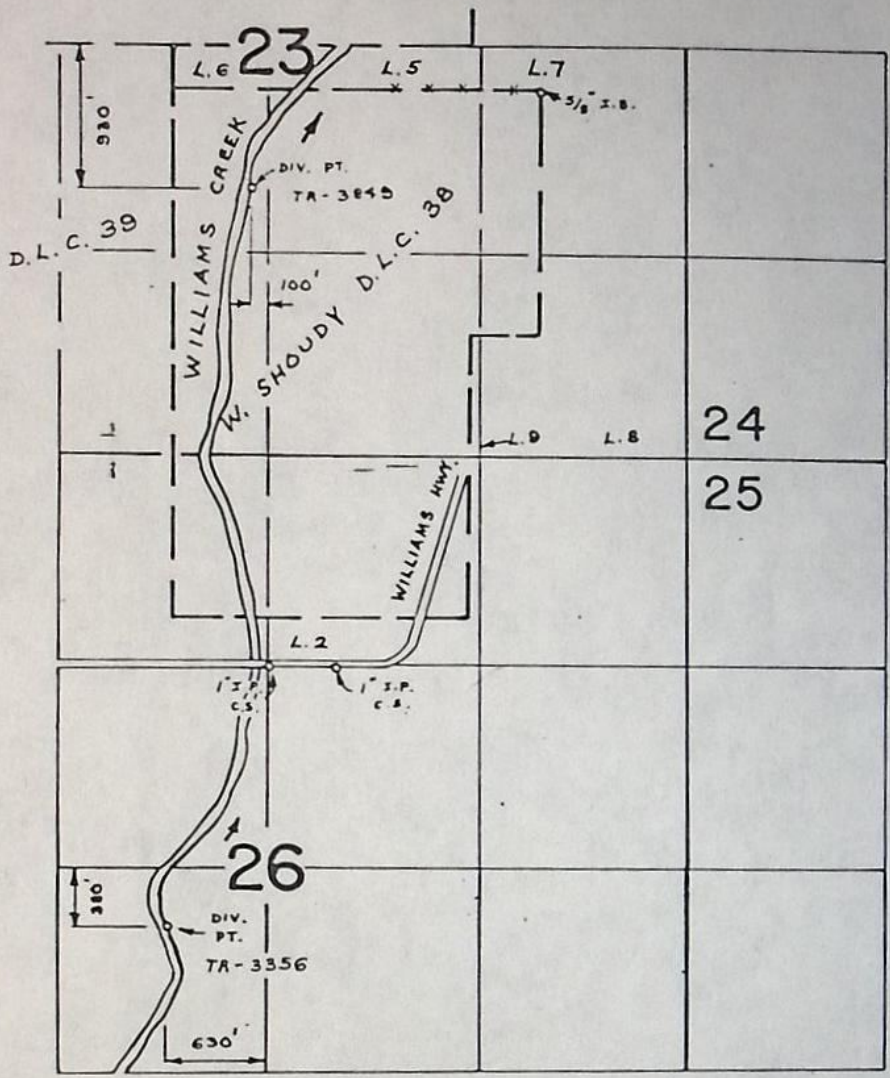 23
L.6
L.5
L.7
5/8" I.B.
930'
WILLIAMS CREEK
DIV. PT.
TR-3849
D.L.C. 39
100'
W. SHOUDY D.L.C. 38
24
L.9
L.8
25
WILLIAMS HWY.
L.2
1" I.P.
C.S.
1" I.P.
C.S.
26
380'
DIV.
PT.
TR-3356
630'